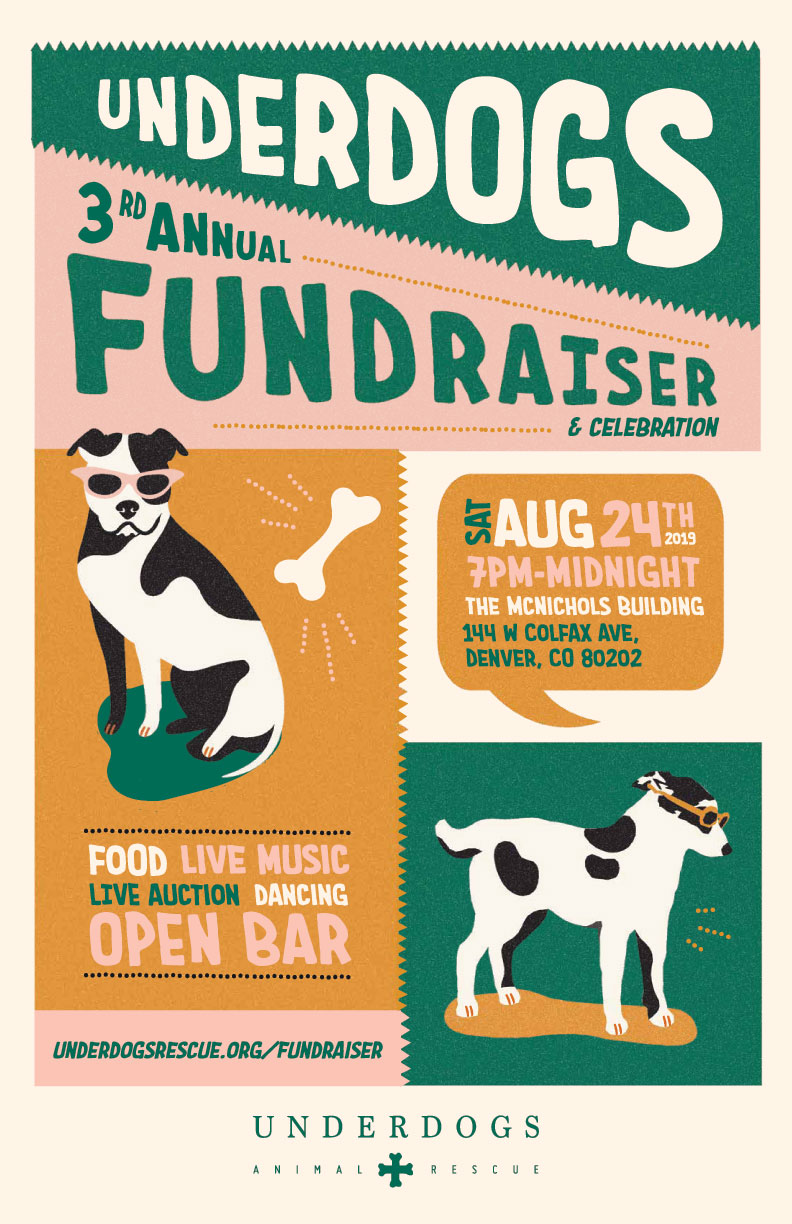 UNDERDOGS
3RD ANNUAL
FUNDRAISER
& CELEBRATION
SAT AUG 24TH 2019
7PM-MIDNIGHT
THE MCNICHOLS BUILDING
144 W COLFAX AVE,
DENVER, CO 80202
FOOD LIVE MUSIC
LIVE AUCTION DANCING
OPEN BAR
UNDERDOGSRESCUE.ORG/FUNDRAISER
UNDERDOGS
ANIMAL RESCUE